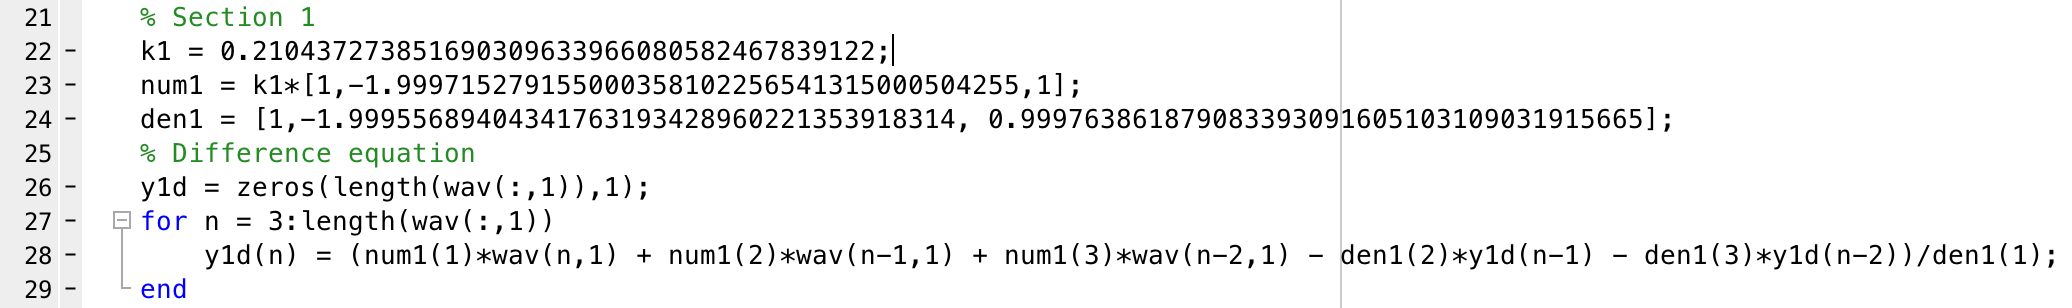 21 % Section 1
22 - k1 = 0.210437273851690309633966080582467839122;
23 - num1 = k1*[1,-1.999715279155000358102256541315000504255,1];
24 - den1 = [1,-1.999556894043417631934289602213539 18314, 0.999763861879083393091605103109031915665];
25 % Difference equation
26 - y1d = zeros(length(wav(:,1)),1);
27 - for n = 3:length(wav(:,1))
28 - y1d(n) = (num1(1)*wav(n,1) + num1(2)*wav(n-1,1) + num1(3)*wav(n-2,1) - den1(2)*y1d(n-1) - den1(3)*y1d(n-2))/den1(1);
29 - end